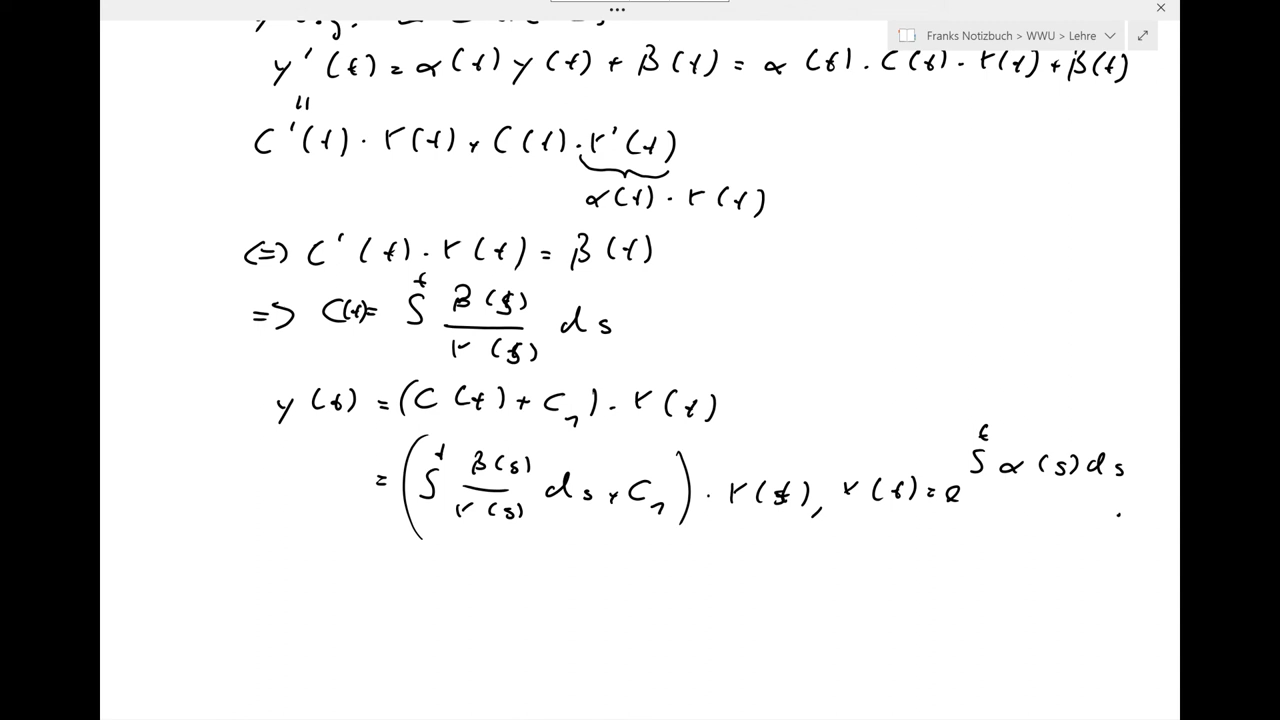 Franks Notizbuch > WWU > Lehre
y'(t) = α(t) y(t) + β(t) = α(t) · C(t) · r(t) + β(t)
"
C'(t) · r(t) + C(t) · r'(t)
α(t) · r(t)
<=> C'(t) · r(t) = β(t)
=> C(t) = ∫^t β(s)/r(s) ds
y(t) = (C(t) + C₁) · r(t)
= (∫^t β(s)/r(s) ds + C₁) · r(t), r(t) = e^{∫^t α(s) ds}.